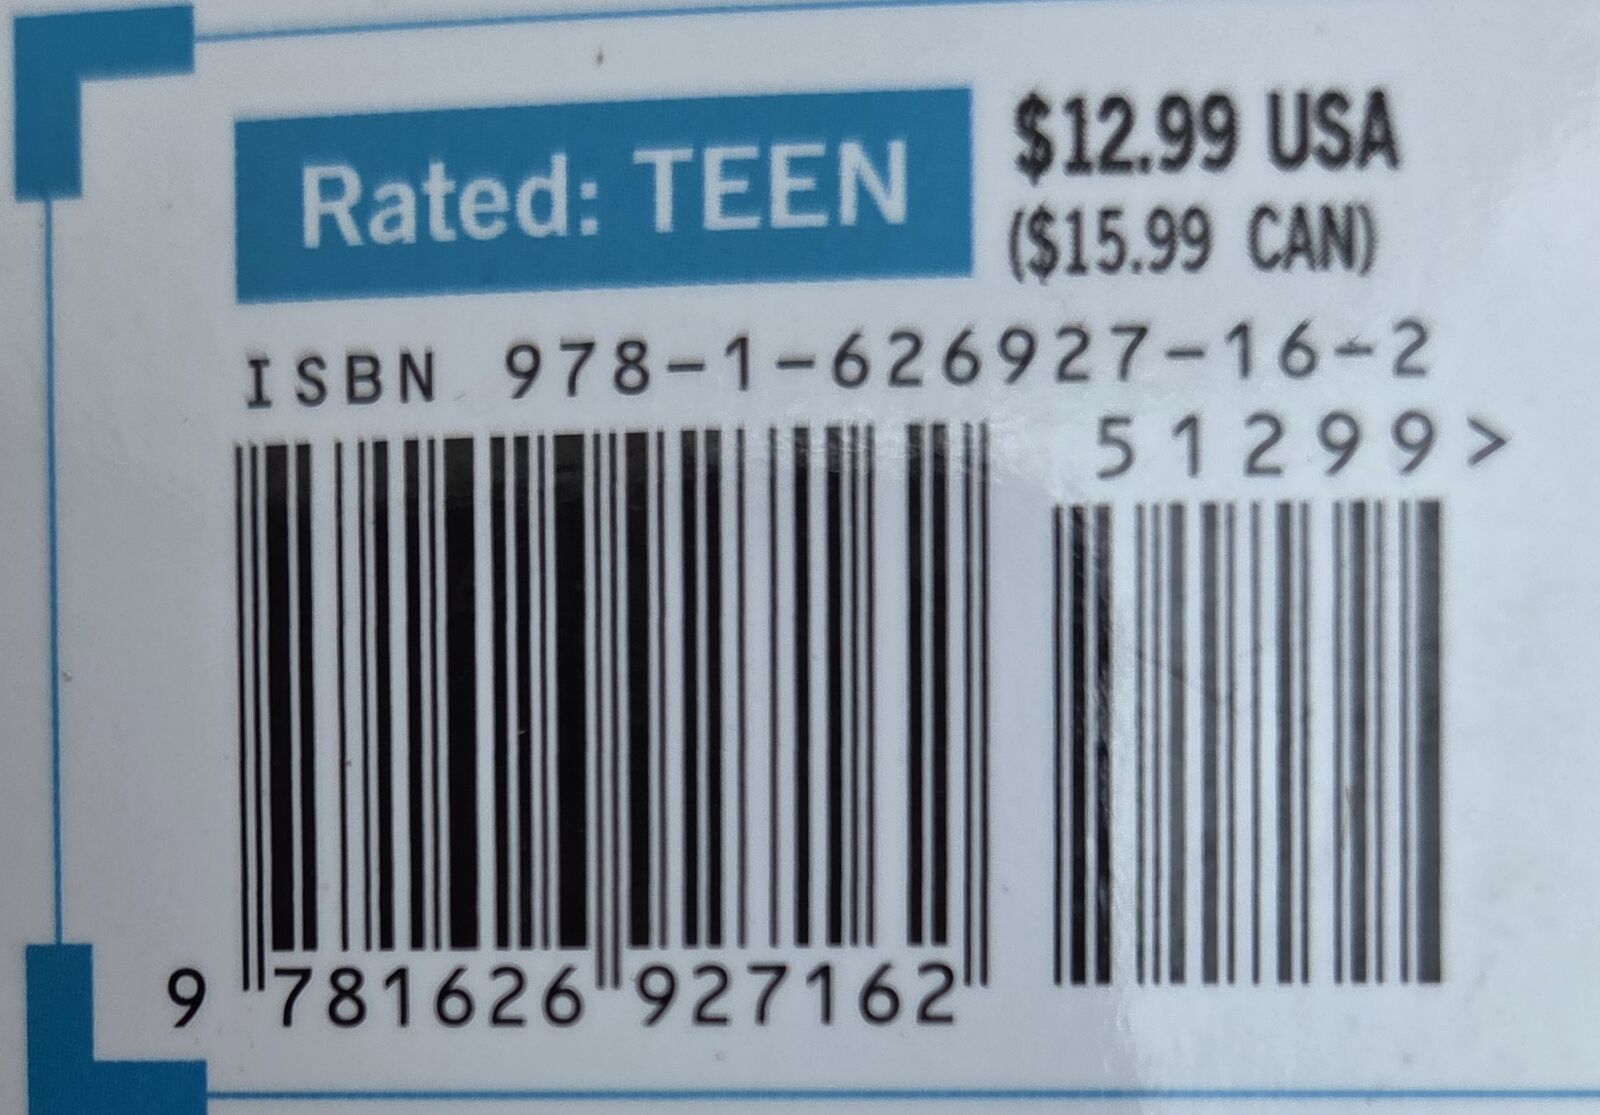 Rated: TEEN
$12.99 USA
($15.99 CAN)
ISBN 978-1-626927-16-2
51299>
9 781626 927162